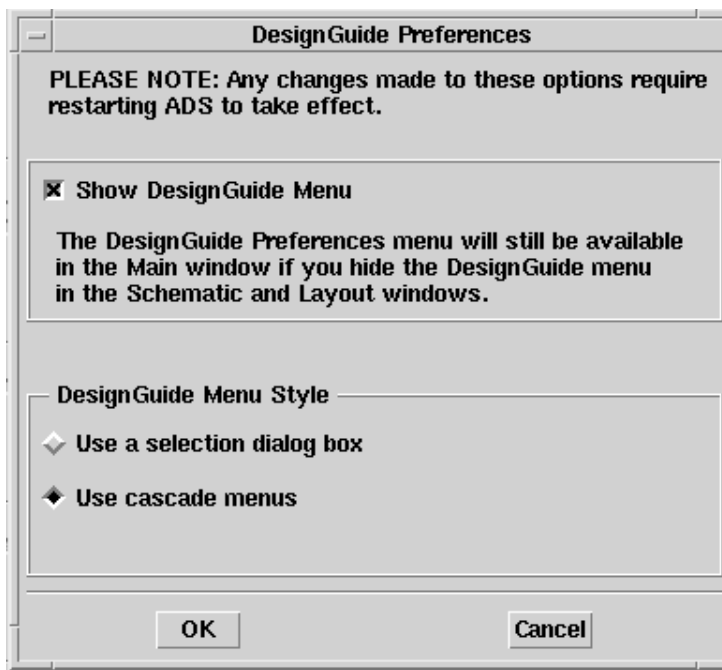 DesignGuide Preferences
PLEASE NOTE: Any changes made to these options require
restarting ADS to take effect.
Show DesignGuide Menu
The DesignGuide Preferences menu will still be available
in the Main window if you hide the DesignGuide menu
in the Schematic and Layout windows.
DesignGuide Menu Style
Use a selection dialog box
Use cascade menus
OK
Cancel